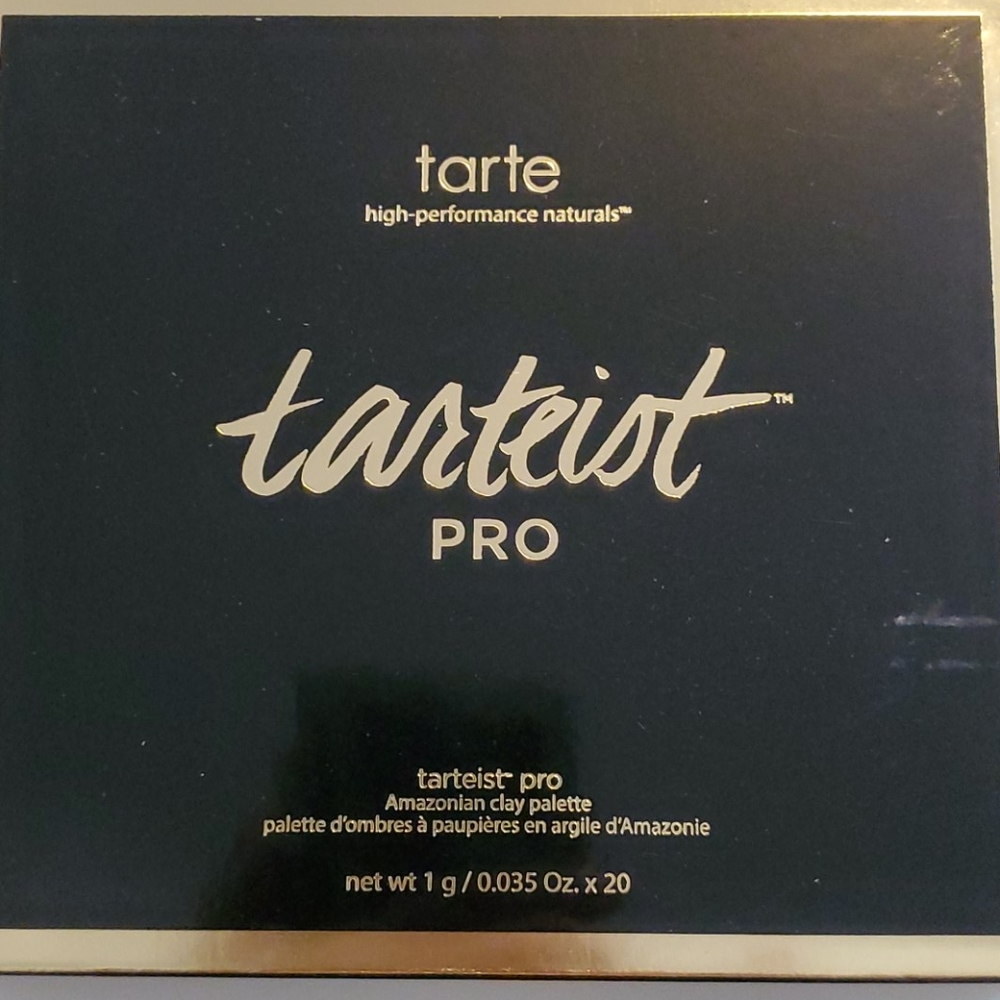 tarte
high-performance naturals™
tarteist™
PRO
tarteist™ pro
Amazonian clay palette
palette d'ombres à paupières en argile d'Amazonie
net wt 1 g / 0.035 Oz. x 20